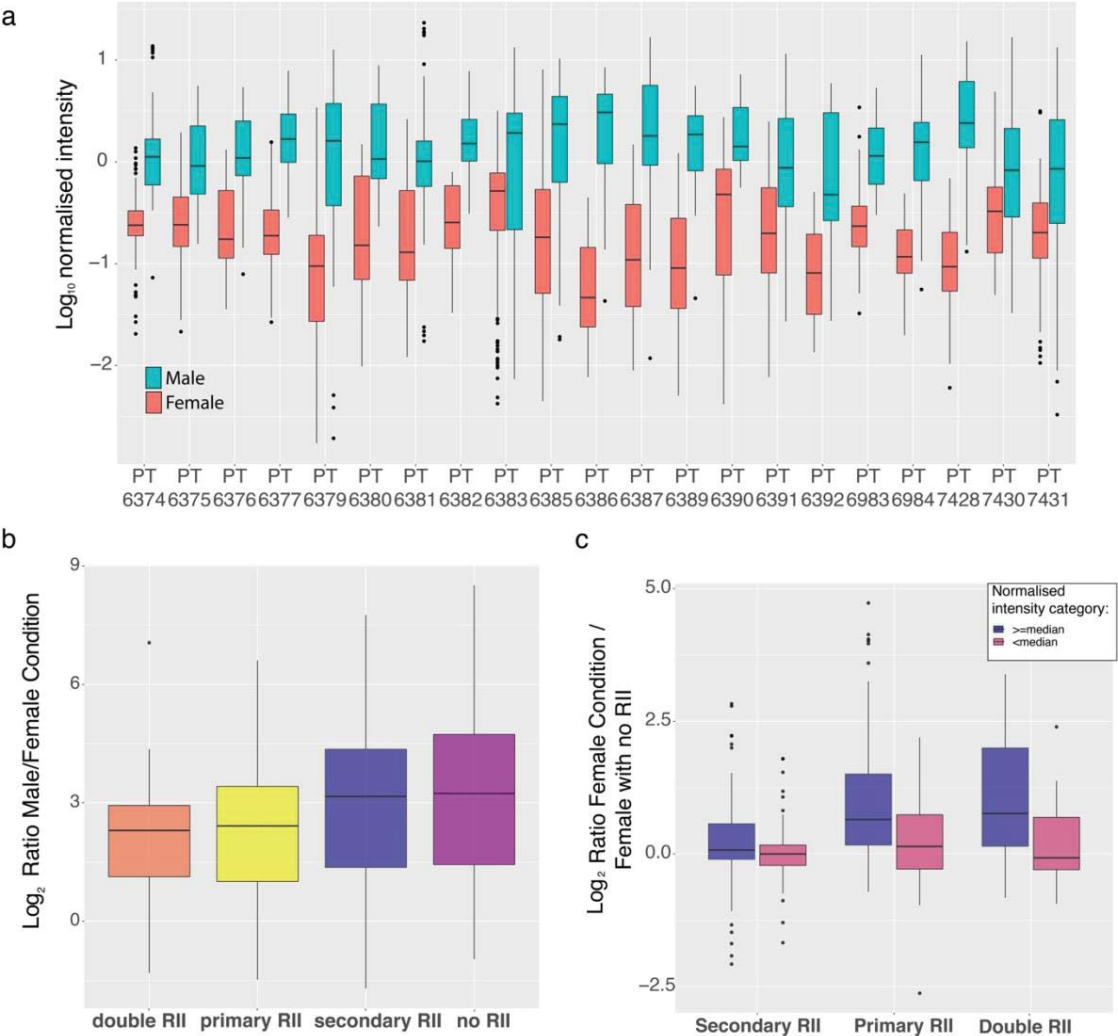 a
Log₁₀ normalised intensity
1
0
−1
−2
Male
Female
PT PT PT PT PT PT PT PT PT PT PT PT PT PT PT PT PT PT PT PT PT
6374 6375 6376 6377 6379 6380 6381 6382 6383 6385 6386 6387 6389 6390 6391 6392 6983 6984 7428 7430 7431
b
Log₂ Ratio Male/Female Condition
9
6
3
0
double RII primary RII secondary RII no RII
c
Log₂ Ratio Female Condition /
Female with no RII
5.0
2.5
0.0
−2.5
Normalised
intensity category:
>=median
<median
Secondary RII Primary RII Double RII